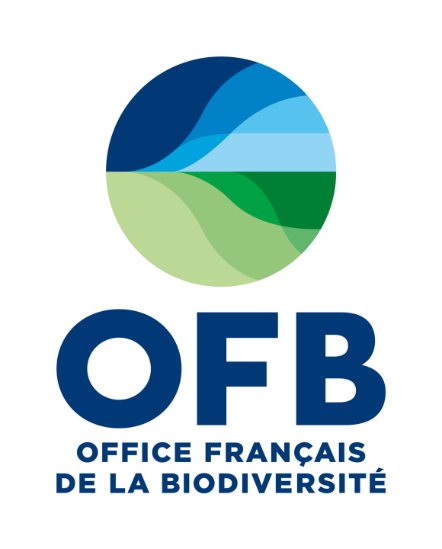 OFB
OFFICE FRANÇAIS
DE LA BIODIVERSITÉ